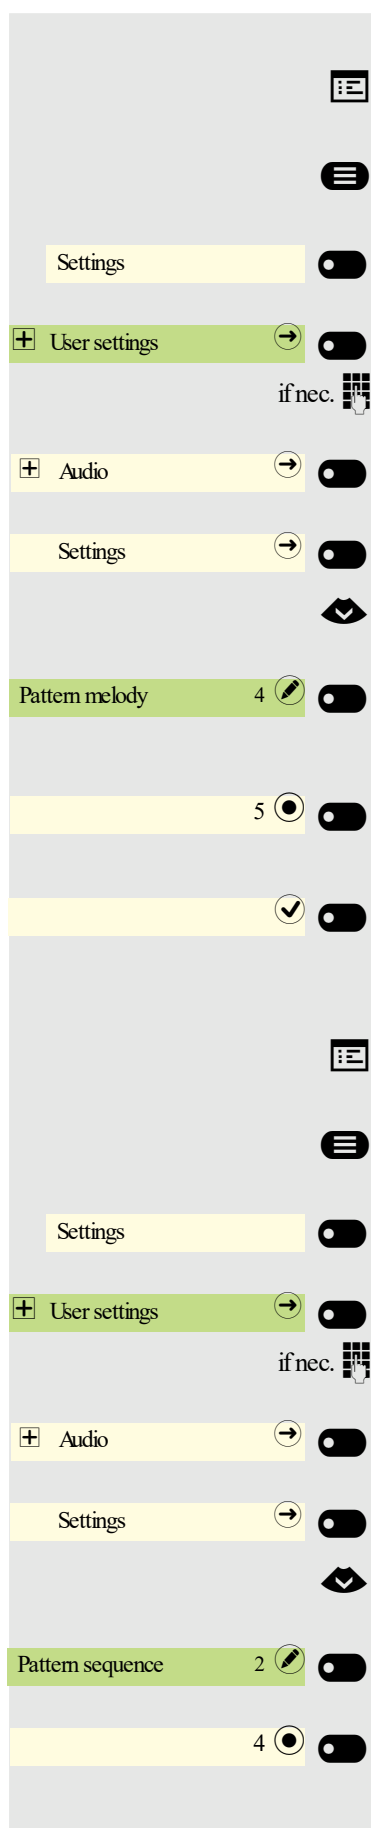 Settings
User settings
if nec.
Audio
Settings
Pattern melody 4
5
Settings
User settings
if nec.
Audio
Settings
Pattern sequence 2
4